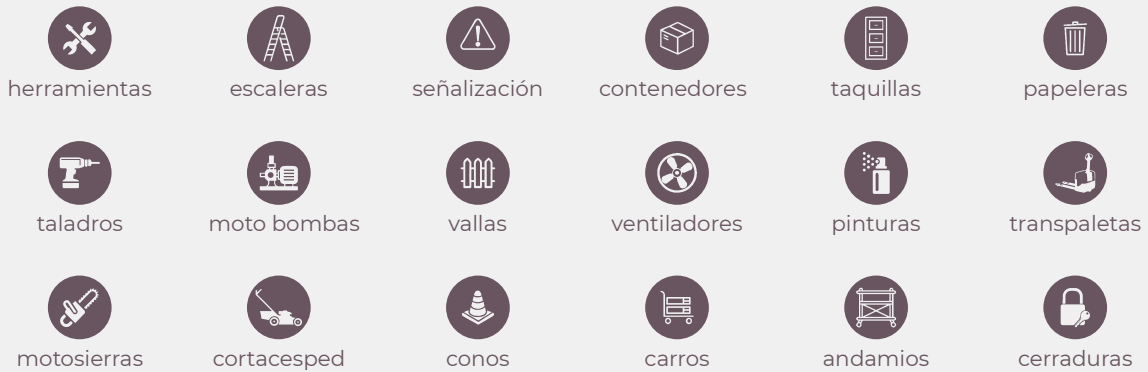 herramientas escaleras señalización contenedores taquillas papeleras
taladros moto bombas vallas ventiladores pinturas transpaletas
motosierras cortacesped conos carros andamios cerraduras